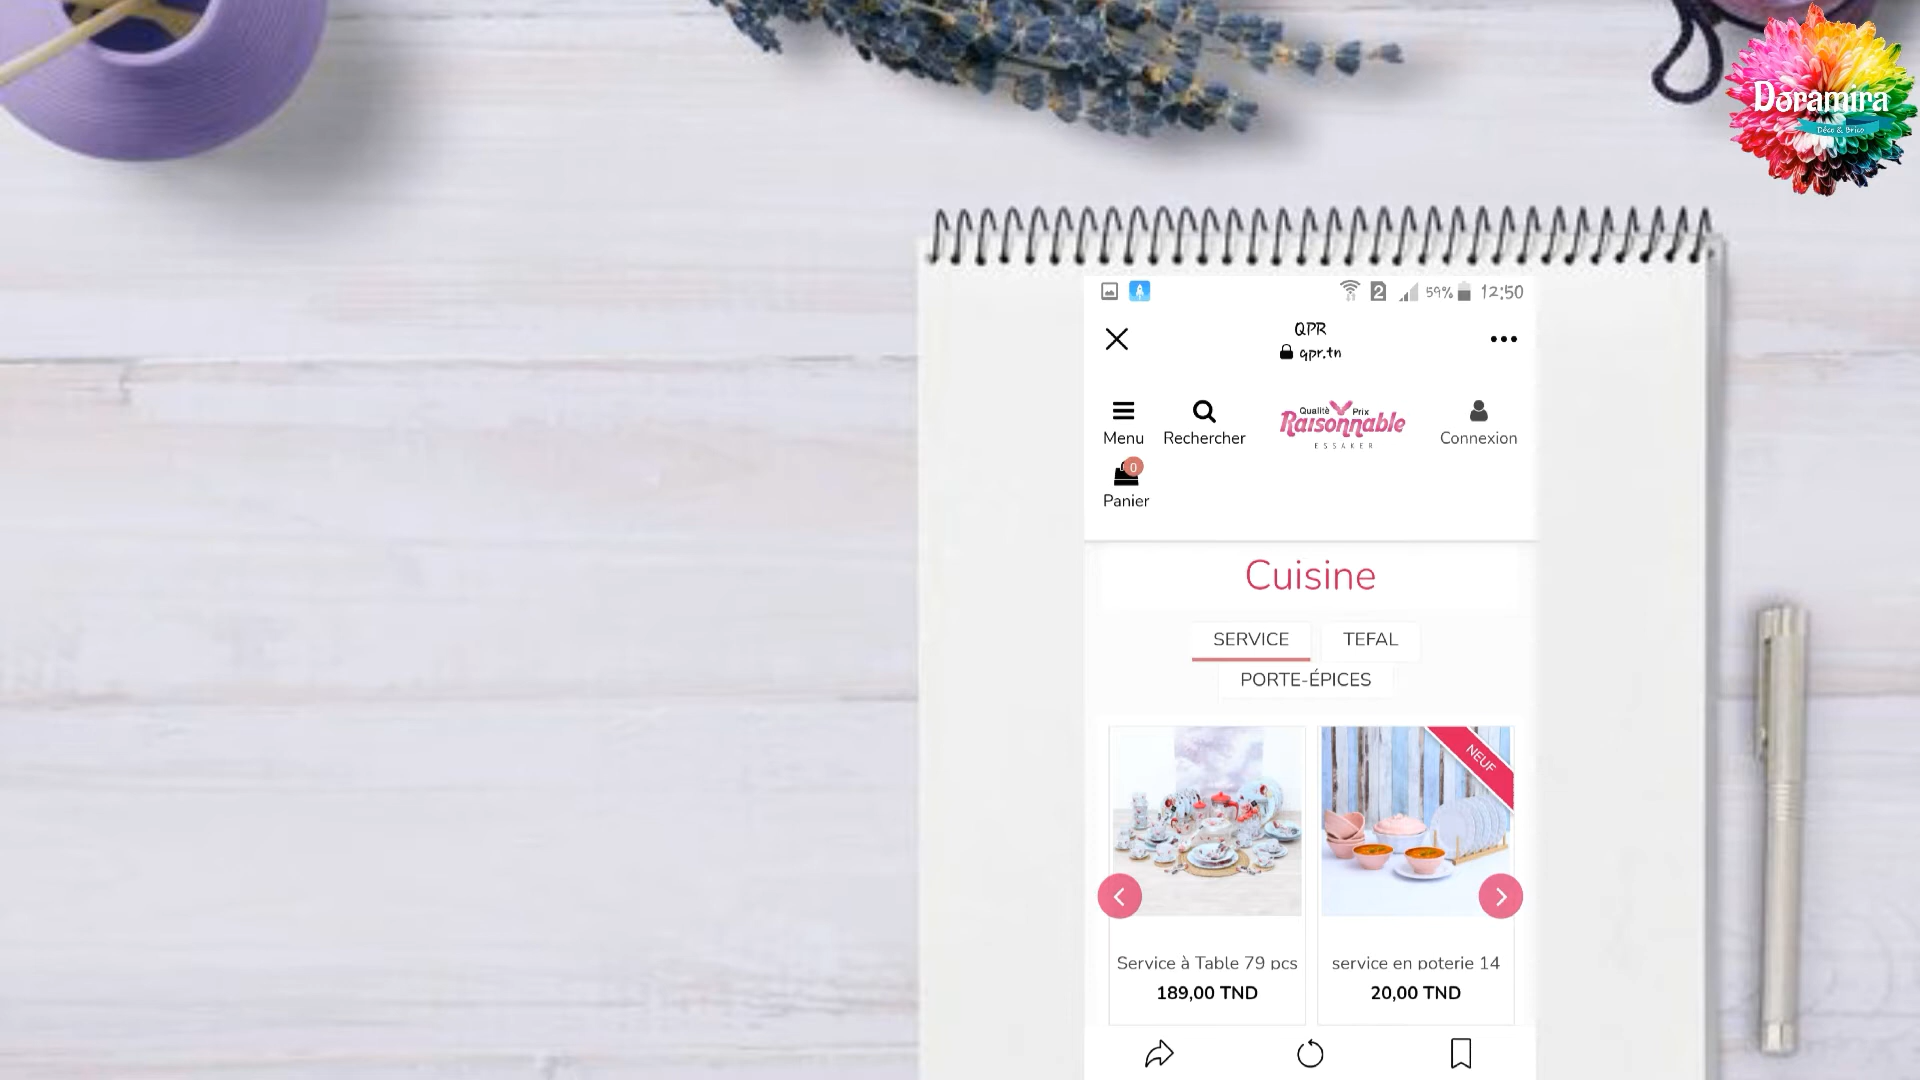 Doramira
Déco & Brico
2 59% 12:50
QPR
qpr.tn
Menu
Rechercher
Qualité Prix
Raisonnable
ESSAKER
Connexion
0
Panier
Cuisine
SERVICE
TEFAL
PORTE-ÉPICES
NEUF
Service à Table 79 pcs
189,00 TND
service en poterie 14
20,00 TND